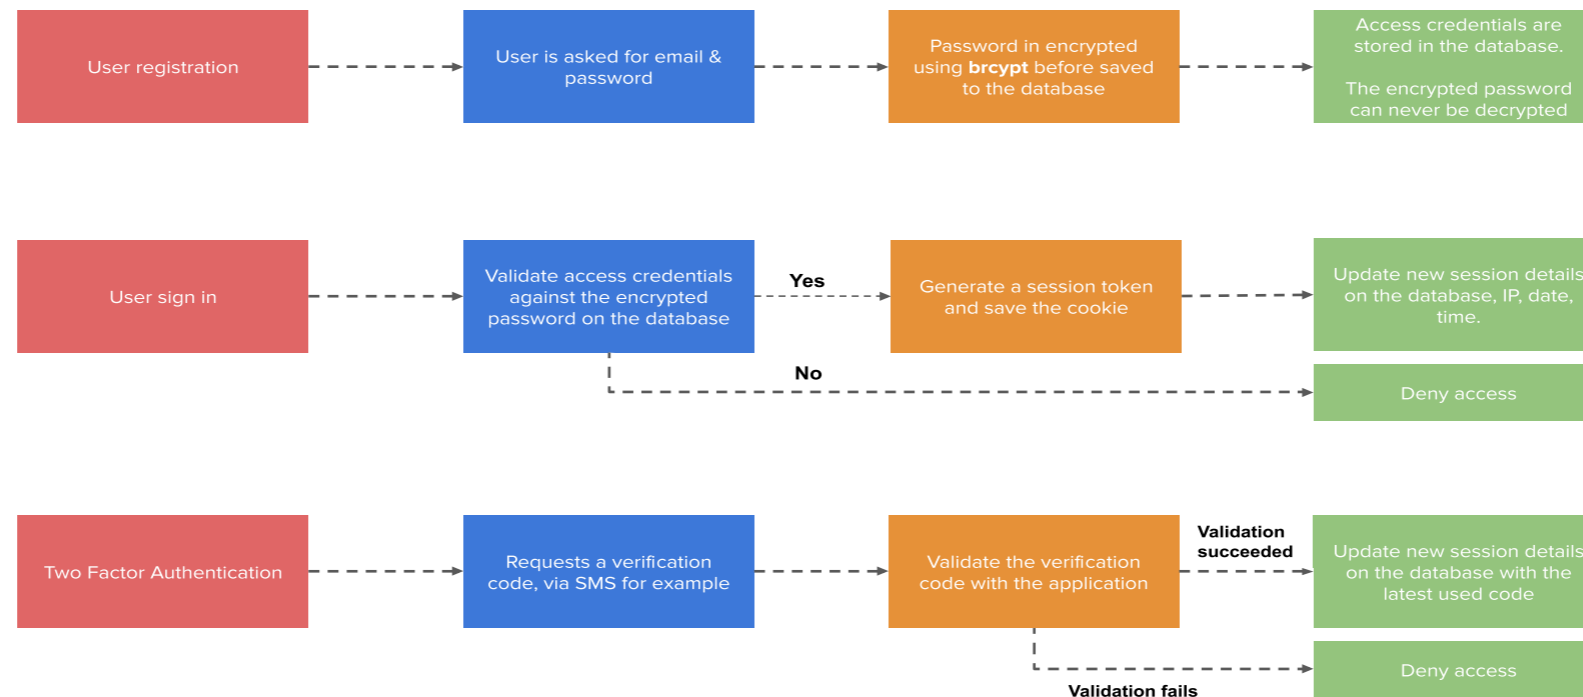 User registration
User is asked for email &
password
Password in encrypted
using brcypt before saved
to the database
Access credentials are
stored in the database.
The encrypted password
can never be decrypted
User sign in
Validate access credentials
against the encrypted
password on the database
Yes
Generate a session token
and save the cookie
Update new session details
on the database, IP, date,
time.
No
Deny access
Two Factor Authentication
Requests a verification
code, via SMS for example
Validate the verification
code with the application
Validation
succeeded
Update new session details
on the database with the
latest used code
Validation fails
Deny access